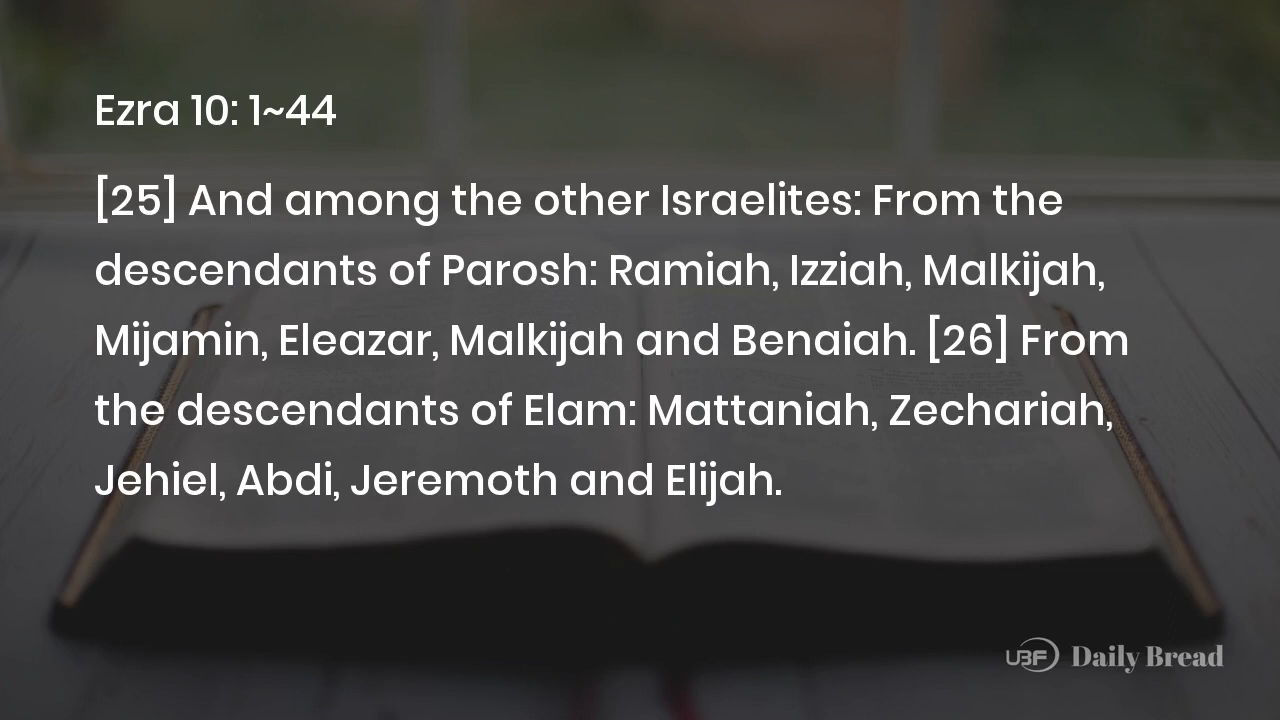 Ezra 10: 1~44
[25] And among the other Israelites: From the
descendants of Parosh: Ramiah, Izziah, Malkijah,
Mijamin, Eleazar, Malkijah and Benaiah. [26] From
the descendants of Elam: Mattaniah, Zechariah,
Jehiel, Abdi, Jeremoth and Elijah.
UBF Daily Bread